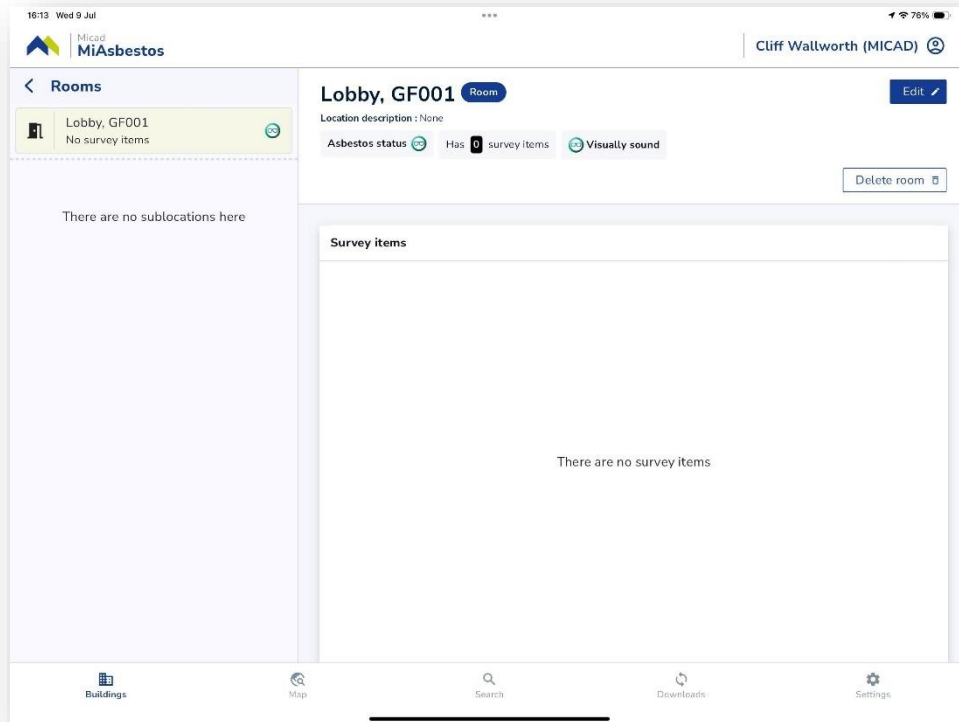 16:13 Wed 9 Jul
76%
Micad
MiAsbestos
Cliff Wallworth (MICAD)
Rooms
Lobby, GF001
No survey items
There are no sublocations here
Lobby, GF001 Room
Edit
Location description : None
Asbestos status Has 0 survey items Visually sound
Delete room
Survey items
There are no survey items
Buildings Map Search Downloads Settings